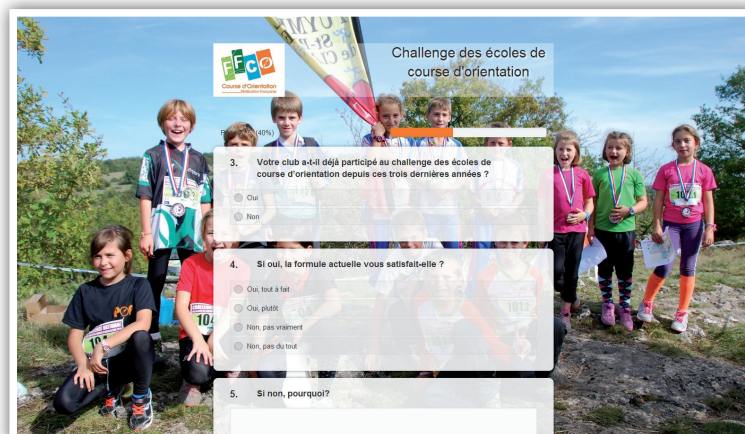 FFCO
Course d'Orientation
Fédération française
Challenge des écoles de
course d'orientation
(40%)
3. Votre club a-t-il déjà participé au challenge des écoles de
course d'orientation depuis ces trois dernières années ?
Oui
Non
4. Si oui, la formule actuelle vous satisfait-elle ?
Oui, tout à fait
Oui, plutôt
Non, pas vraiment
Non, pas du tout
5. Si non, pourquoi?